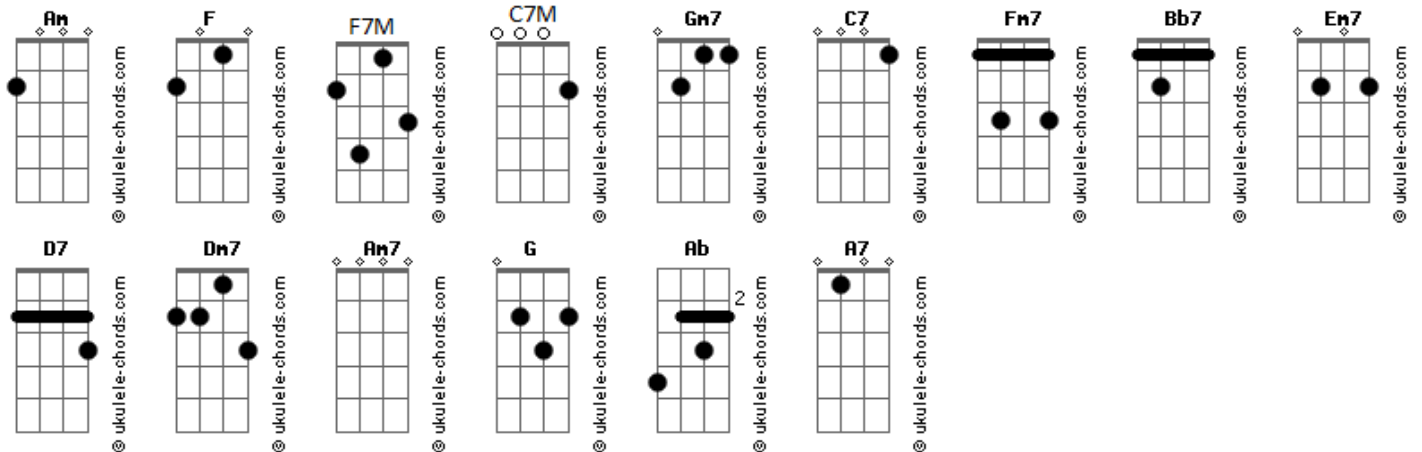 Am F F7M C7M Gm7 C7 Fm7 Bb7 Em7
© ukulele-chords.com © ukulele-chords.com © ukulele-chords.com © ukulele-chords.com © ukulele-chords.com © ukulele-chords.com © ukulele-chords.com © ukulele-chords.com © ukulele-chords.com
D7 Dm7 Am7 G Ab A7
2
© ukulele-chords.com © ukulele-chords.com © ukulele-chords.com © ukulele-chords.com © ukulele-chords.com © ukulele-chords.com